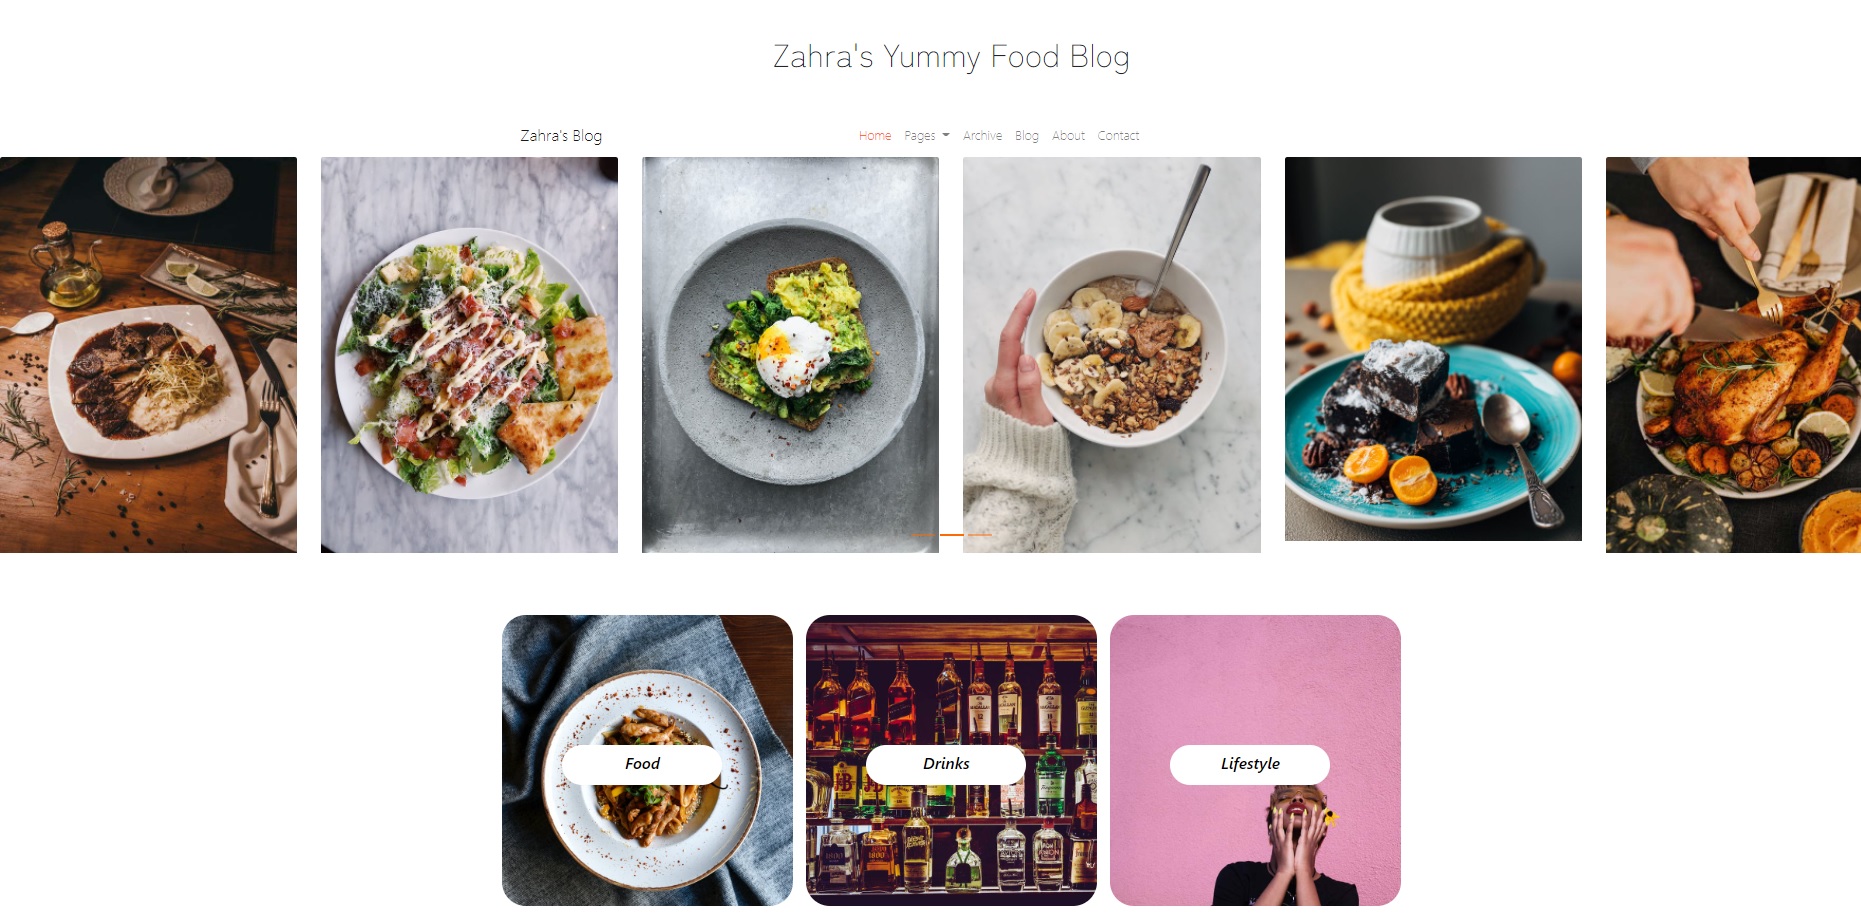 Zahra's Yummy Food Blog
Zahra's Blog
Home Pages Archive Blog About Contact
Food
Drinks
Lifestyle